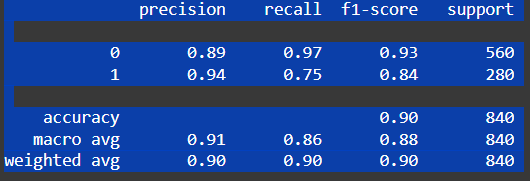 precision recall f1-score support
0 0.89 0.97 0.93 560
1 0.94 0.75 0.84 280
accuracy 0.90 840
macro avg 0.91 0.86 0.88 840
weighted avg 0.90 0.90 0.90 840